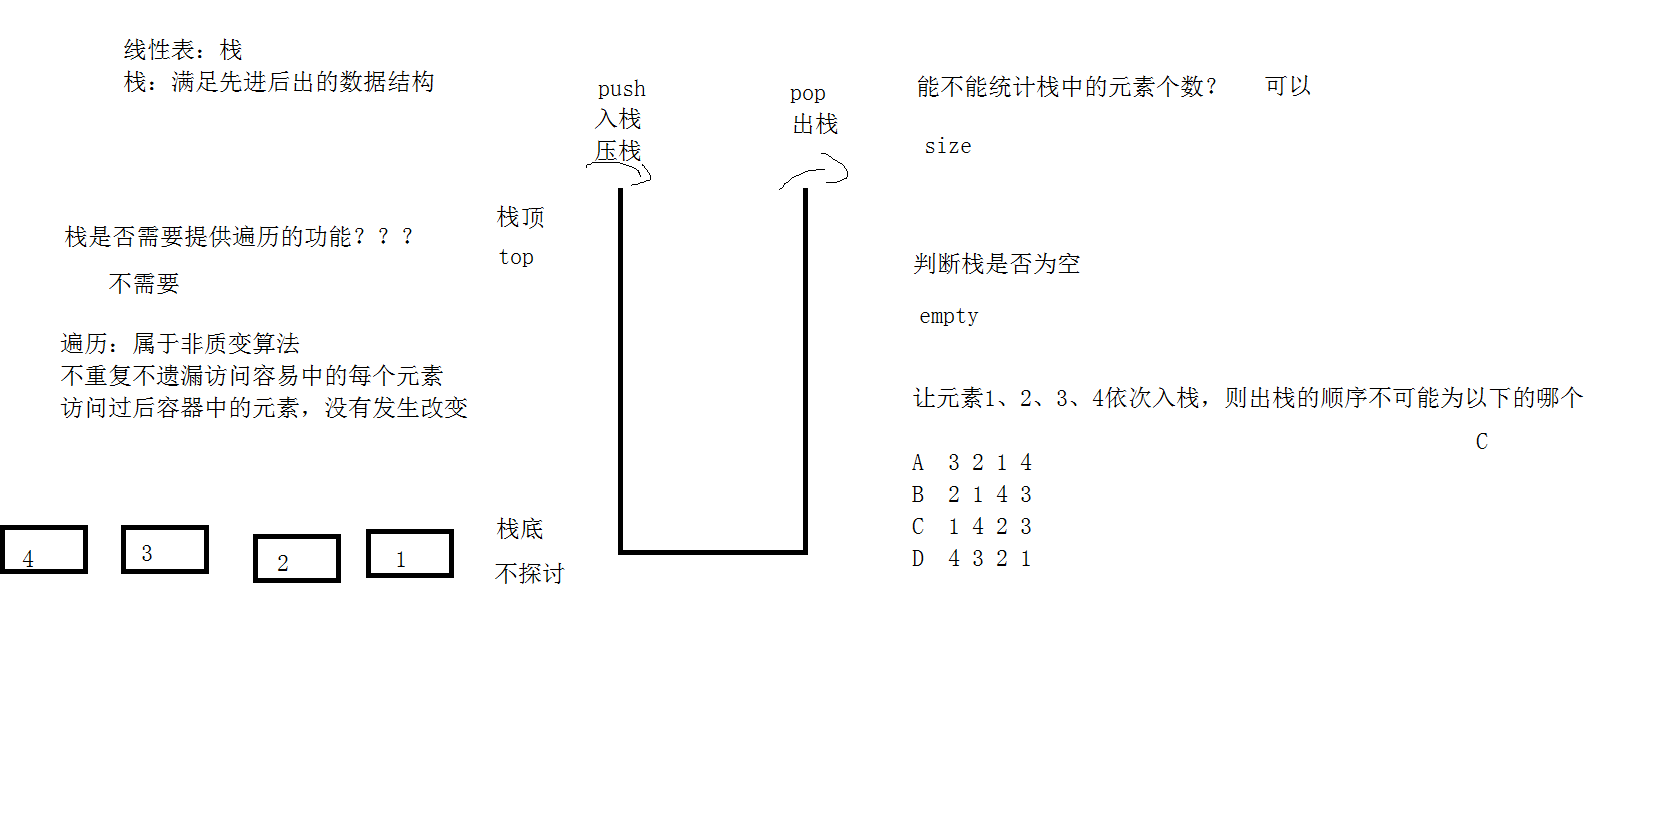 线性表：栈
栈：满足先进后出的数据结构
push
入栈
压栈
pop
出栈
能不能统计栈中的元素个数？ 可以
size
栈是否需要提供遍历的功能？？？
不需要
栈顶
top
判断栈是否为空
empty
遍历：属于非质变算法
不重复不遗漏访问容易中的每个元素
访问过后容器中的元素，没有发生改变
让元素1、2、3、4依次入栈，则出栈的顺序不可能为以下的哪个
C
A 3 2 1 4
B 2 1 4 3
C 1 4 2 3
D 4 3 2 1
栈底
不探讨
4
3
2
1